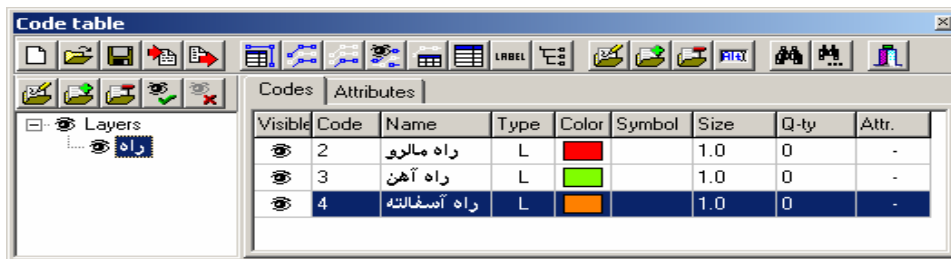 Code table
LABEL
Codes Attributes
Layers
راه
Visible Code Name Type Color Symbol Size Q-ty Attr.
2 راه مالرو L 1.0 0 -
3 راه آهن L 1.0 0 -
4 راه آسفالته L 1.0 0 -